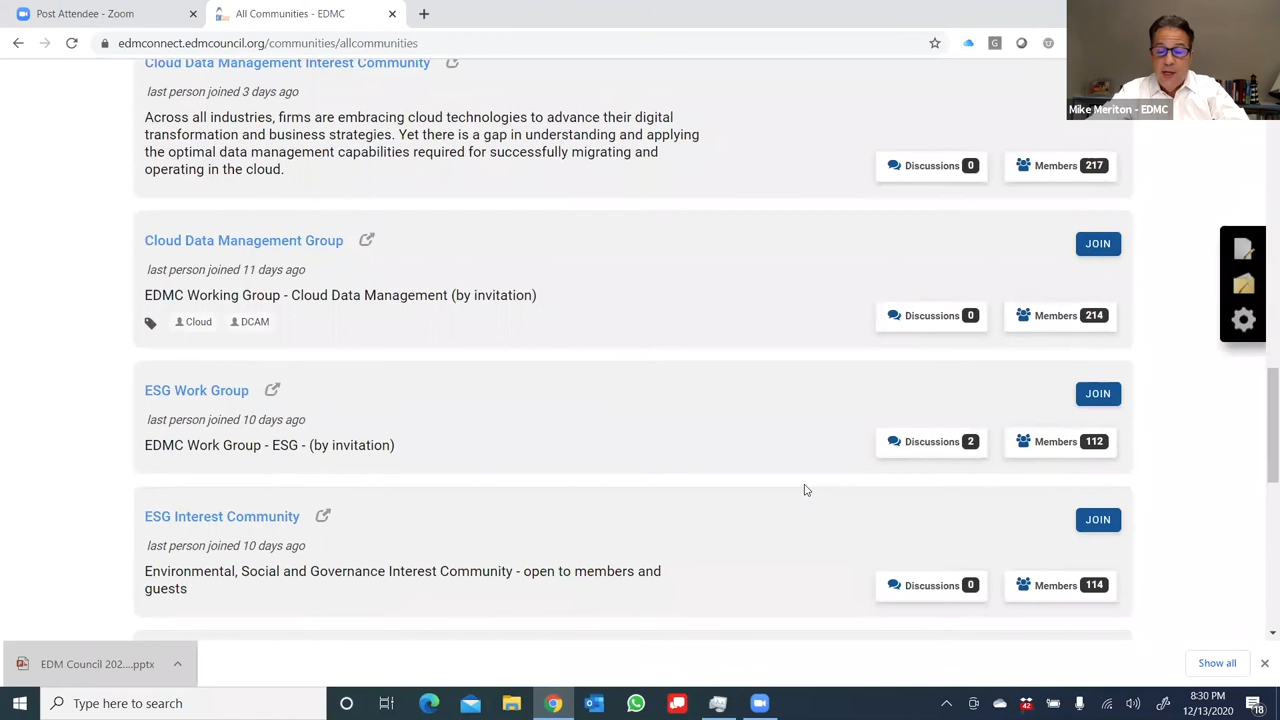 Post Attendee - Zoom
All Communities - EDMC
edmconnect.edmcouncil.org/communities/allcommunities
G
Mike Meriton - EDMC
Cloud Data Management Interest Community
last person joined 3 days ago
Across all industries, firms are embracing cloud technologies to advance their digital
transformation and business strategies. Yet there is a gap in understanding and applying
the optimal data management capabilities required for successfully migrating and
operating in the cloud.
Discussions 0
Members 217
Cloud Data Management Group
JOIN
last person joined 11 days ago
EDMC Working Group - Cloud Data Management (by invitation)
Cloud DCAM
Discussions 0
Members 214
ESG Work Group
JOIN
last person joined 10 days ago
EDMC Work Group - ESG - (by invitation)
Discussions 2
Members 112
ESG Interest Community
JOIN
last person joined 10 days ago
Environmental, Social and Governance Interest Community - open to members and
guests
Discussions 0
Members 114
EDM Council 202....pptx
Show all
Type here to search
42
8:30 PM
12/13/2020
18